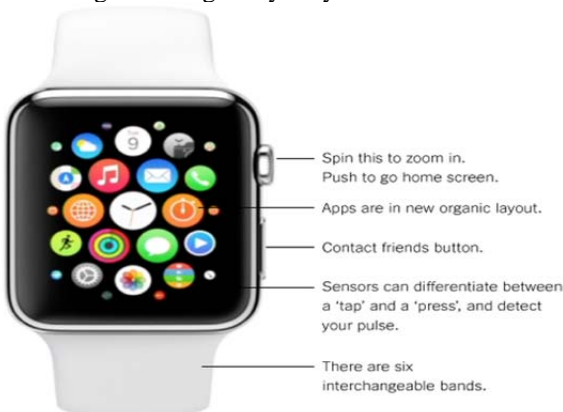 9
Spin this to zoom in.
Push to go home screen.
Apps are in new organic layout.
Contact friends button.
Sensors can differentiate between
a ‘tap’ and a ‘press’, and detect
your pulse.
There are six
interchangeable bands.